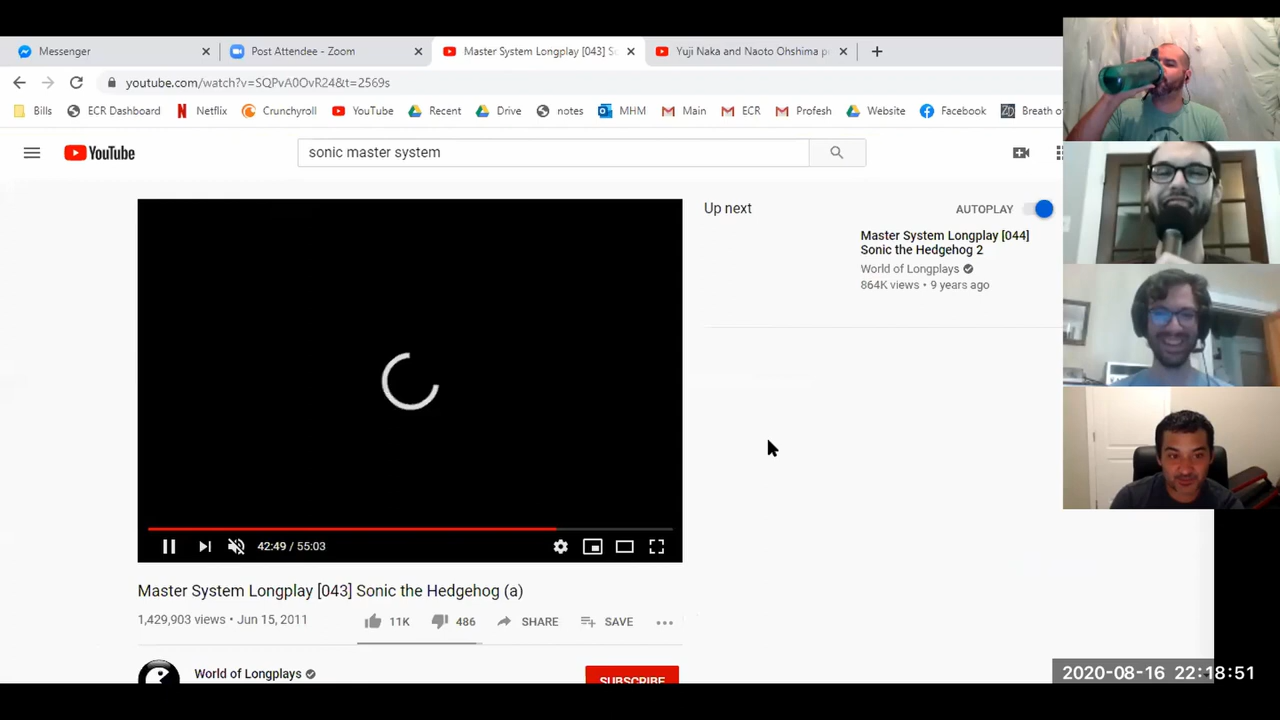 Messenger
Post Attendee - Zoom
Master System Longplay [043] S
Yuji Naka and Naoto Ohshima p
youtube.com/watch?v=SQPvA0OvR24&t=2569s
Bills
ECR Dashboard
Netflix
Crunchyroll
YouTube
Recent
Drive
notes
MHM
Main
ECR
Profesh
Website
Facebook
Breath o
YouTube
sonic master system
Up next
AUTOPLAY
Master System Longplay [044]
Sonic the Hedgehog 2
World of Longplays
864K views • 9 years ago
42:49 / 55:03
Master System Longplay [043] Sonic the Hedgehog (a)
1,429,903 views • Jun 15, 2011
11K
486
SHARE
SAVE
World of Longplays
SUBSCRIBE
2020-08-16 22:18:51